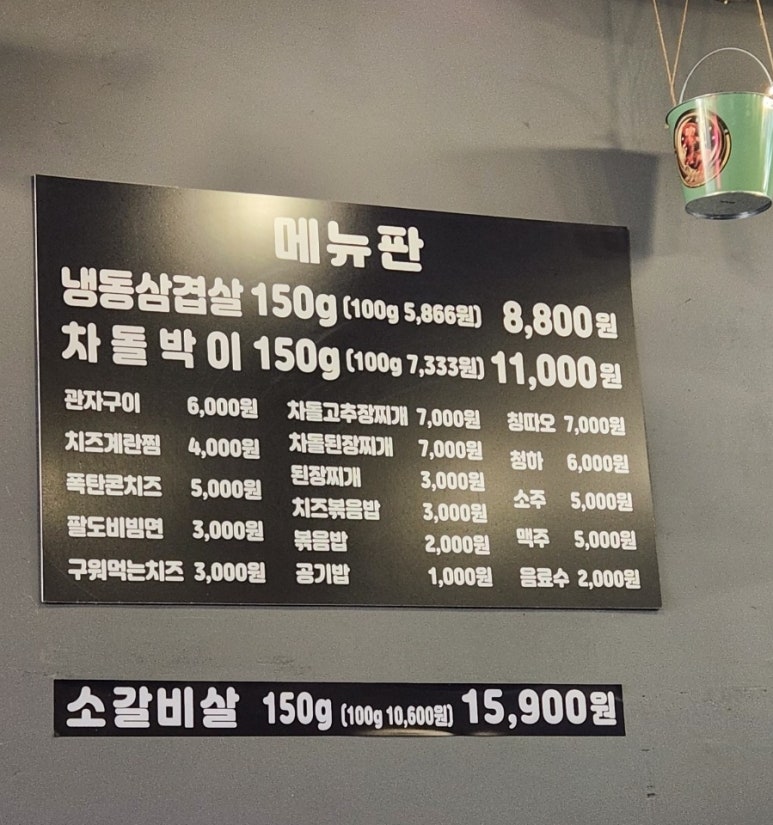 메뉴판
냉동삼겹살 150g (100g 5,866원) 8,800원
차돌박이 150g (100g 7,333원) 11,000원
관자구이 6,000원
치즈계란찜 4,000원
폭탄콘치즈 5,000원
팔도비빔면 3,000원
구워먹는치즈 3,000원
차돌고추장찌개 7,000원
차돌된장찌개 7,000원
된장찌개 3,000원
치즈볶음밥 3,000원
볶음밥 2,000원
공기밥 1,000원
칭따오 7,000원
청하 6,000원
소주 5,000원
맥주 5,000원
음료수 2,000원
소갈비살 150g (100g 10,600원) 15,900원